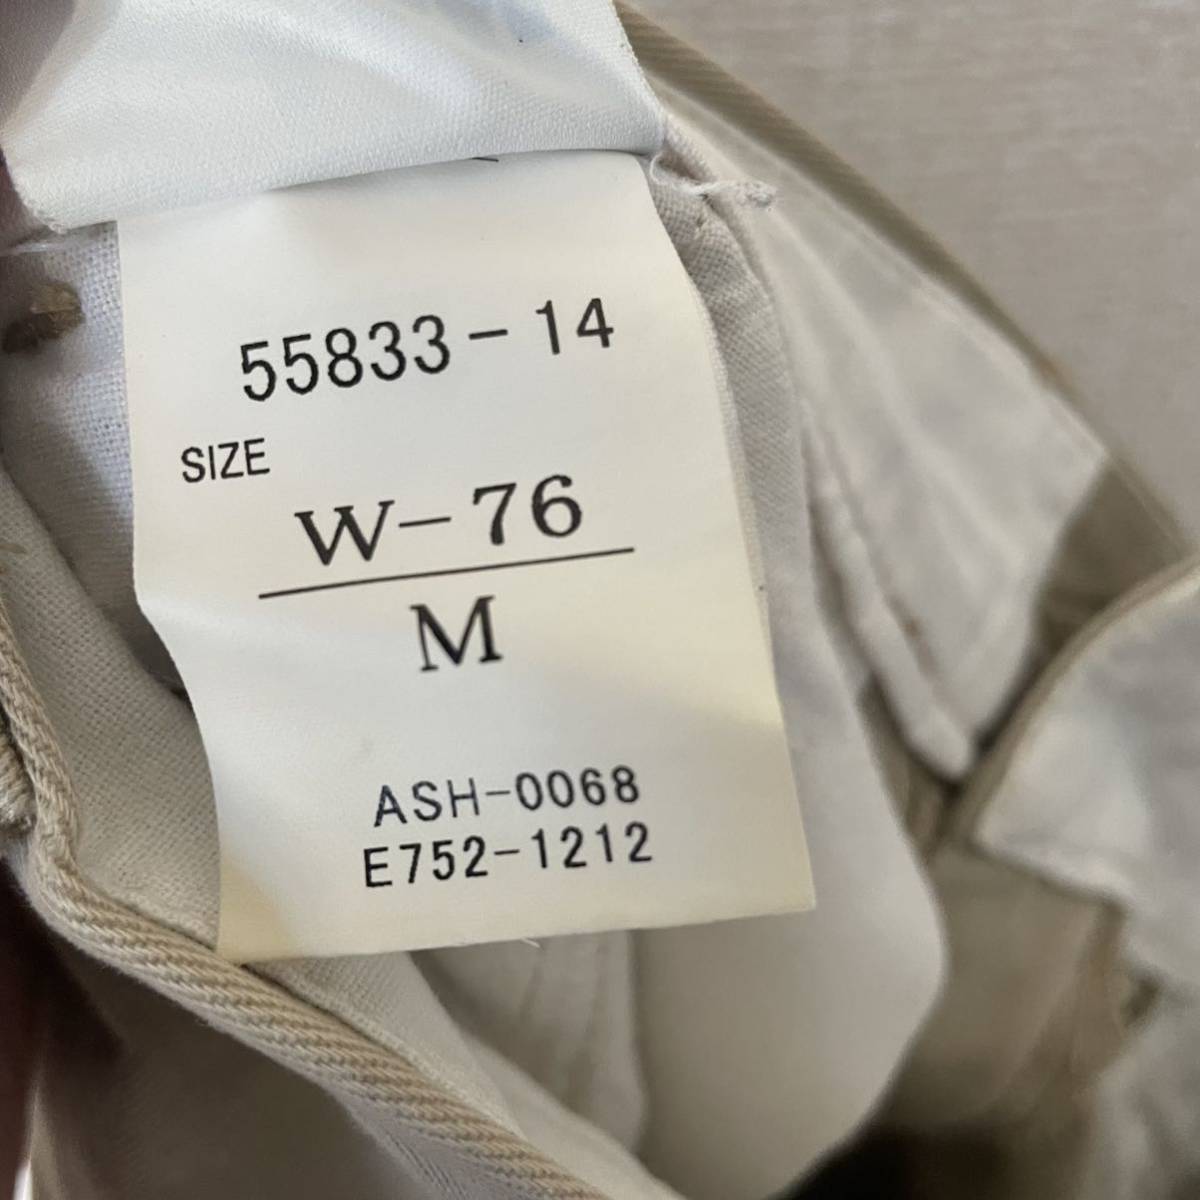 55833-14
SIZE
W-76
M
ASH-0068
E752-1212